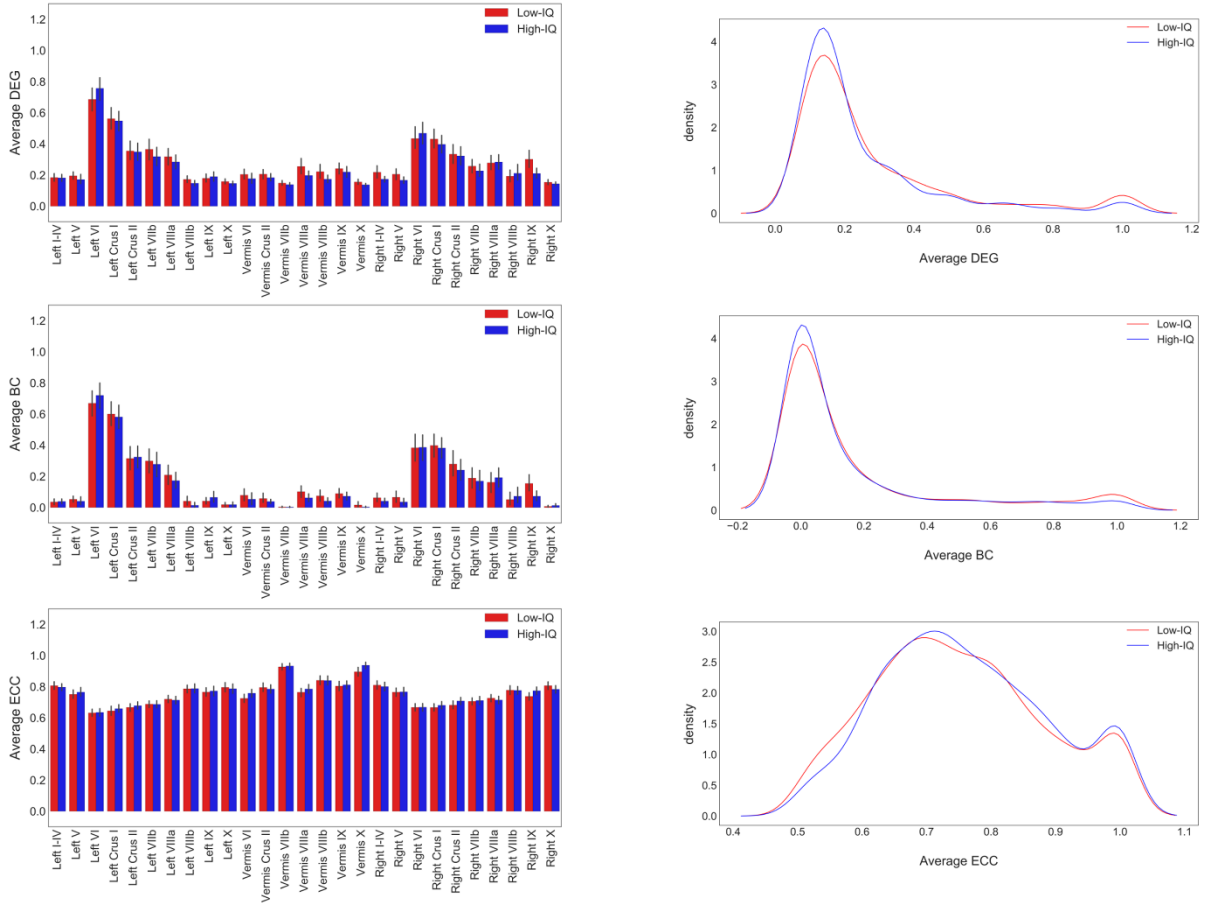 Low-IQ
High-IQ
Average DEG
1.2
1.0
0.8
0.6
0.4
0.2
0.0
Left I-IV
Left V
Left VI
Left Crus I
Left Crus II
Left VIIb
Left VIIIa
Left VIIIb
Left IX
Left X
Vermis VI
Vermis Crus II
Vermis VIIb
Vermis VIIIa
Vermis VIIIb
Vermis IX
Vermis X
Right I-IV
Right V
Right VI
Right Crus I
Right Crus II
Right VIIb
Right VIIIa
Right VIIIb
Right IX
Right X
Low-IQ
High-IQ
density
4
3
2
1
0
0.0 0.2 0.4 0.6 0.8 1.0 1.2
Average DEG
Low-IQ
High-IQ
Average BC
1.2
1.0
0.8
0.6
0.4
0.2
0.0
Left I-IV
Left V
Left VI
Left Crus I
Left Crus II
Left VIIb
Left VIIIa
Left VIIIb
Left IX
Left X
Vermis VI
Vermis Crus II
Vermis VIIb
Vermis VIIIa
Vermis VIIIb
Vermis IX
Vermis X
Right I-IV
Right V
Right VI
Right Crus I
Right Crus II
Right VIIb
Right VIIIa
Right VIIIb
Right IX
Right X
Low-IQ
High-IQ
density
4
3
2
1
0
−0.2 0.0 0.2 0.4 0.6 0.8 1.0 1.2
Average BC
Low-IQ
High-IQ
Average ECC
1.2
1.0
0.8
0.6
0.4
0.2
0.0
Left I-IV
Left V
Left VI
Left Crus I
Left Crus II
Left VIIb
Left VIIIa
Left VIIIb
Left IX
Left X
Vermis VI
Vermis Crus II
Vermis VIIb
Vermis VIIIa
Vermis VIIIb
Vermis IX
Vermis X
Right I-IV
Right V
Right VI
Right Crus I
Right Crus II
Right VIIb
Right VIIIa
Right VIIIb
Right IX
Right X
Low-IQ
High-IQ
density
3.0
2.5
2.0
1.5
1.0
0.5
0.0
0.4 0.5 0.6 0.7 0.8 0.9 1.0 1.1
Average ECC